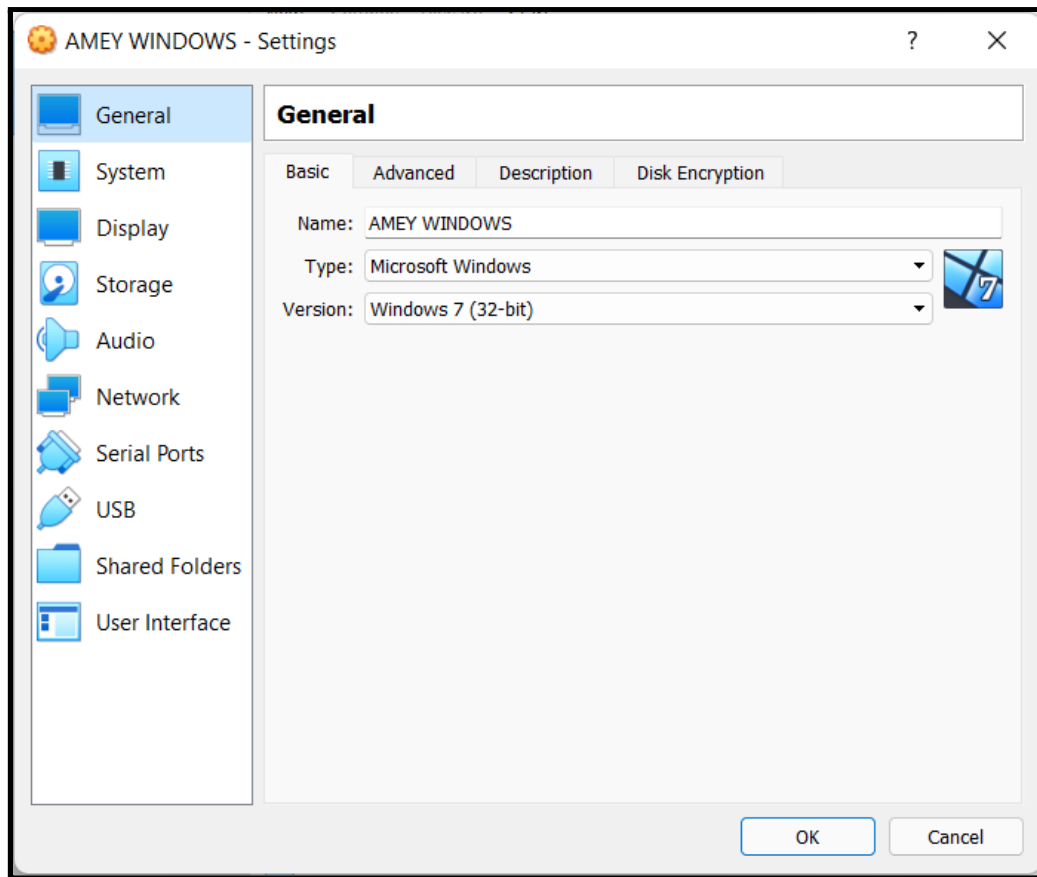 AMEY WINDOWS - Settings
?
General
System
Display
Storage
Audio
Network
Serial Ports
USB
Shared Folders
User Interface
General
Basic Advanced Description Disk Encryption
Name: AMEY WINDOWS
Type: Microsoft Windows
7
Version: Windows 7 (32-bit)
OK Cancel